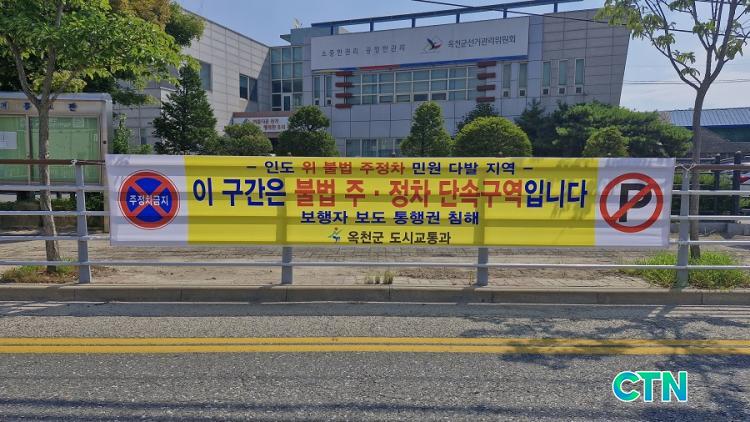 소중한권리 공정한관리
옥천군선거관리위원회
– 인도 위 불법 주정차 민원 다발 지역 –
주정차금지
이 구간은 불법 주·정차 단속구역입니다
P
보행자 보도 통행권 침해
옥천군 도시교통과
CTN